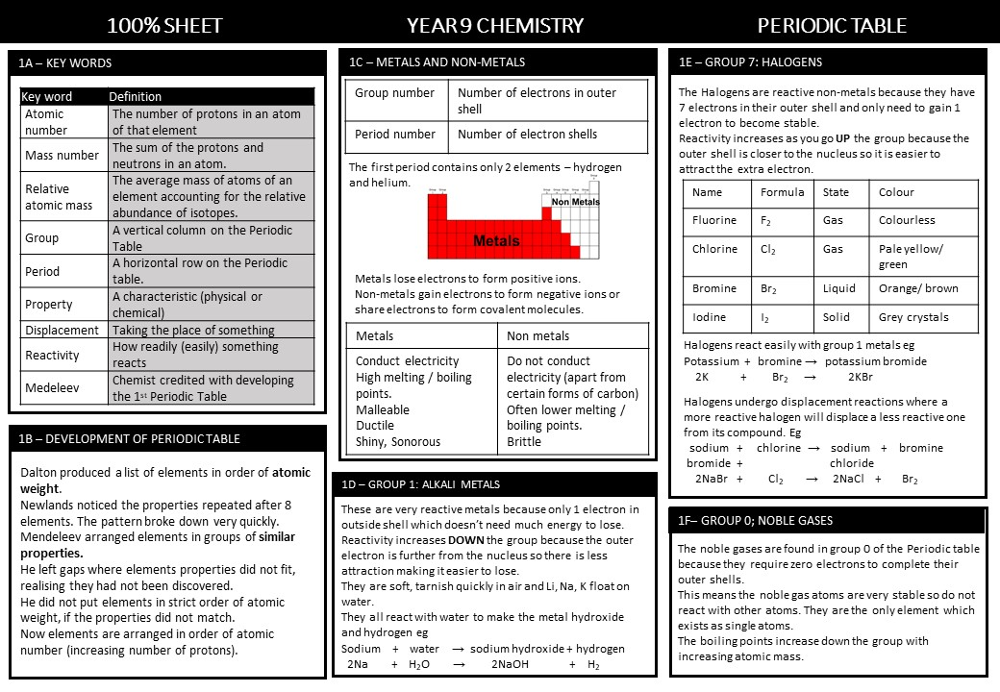 100% SHEET
YEAR 9 CHEMISTRY
PERIODIC TABLE
1A – KEY WORDS
Key word Definition
Atomic number The number of protons in an atom of that element
Mass number The sum of the protons and neutrons in an atom.
Relative atomic mass The average mass of atoms of an element accounting for the relative abundance of isotopes.
Group A vertical column on the Periodic Table
Period A horizontal row on the Periodic table.
Property A characteristic (physical or chemical)
Displacement Taking the place of something
Reactivity How readily (easily) something reacts
Medeleev Chemist credited with developing the 1st Periodic Table
1B – DEVELOPMENT OF PERIODIC TABLE
Dalton produced a list of elements in order of atomic
weight.
Newlands noticed the properties repeated after 8
elements. The pattern broke down very quickly.
Mendeleev arranged elements in groups of similar
properties.
He left gaps where elements properties did not fit,
realising they had not been discovered.
He did not put elements in strict order of atomic
weight, if the properties did not match.
Now elements are arranged in order of atomic
number (increasing number of protons).
1C – METALS AND NON-METALS
Group number Number of electrons in outer shell
Period number Number of electron shells
The first period contains only 2 elements – hydrogen
and helium.
Non Metals
Metals
Metals lose electrons to form positive ions.
Non-metals gain electrons to form negative ions or
share electrons to form covalent molecules.
Metals
Conduct electricity
High melting / boiling
points.
Malleable
Ductile
Shiny, Sonorous
Non metals
Do not conduct
electricity (apart from
certain forms of carbon)
Often lower melting /
boiling points.
Brittle
1D – GROUP 1: ALKALI METALS
These are very reactive metals because only 1 electron in
outside shell which doesn't need much energy to lose.
Reactivity increases DOWN the group because the outer
electron is further from the nucleus so there is less
attraction making it easier to lose.
They are soft, tarnish quickly in air and Li, Na, K float on
water.
They all react with water to make the metal hydroxide
and hydrogen eg
Sodium + water → sodium hydroxide + hydrogen
2Na + H₂O → 2NaOH + H₂
1E – GROUP 7: HALOGENS
The Halogens are reactive non-metals because they have
7 electrons in their outer shell and only need to gain 1
electron to become stable.
Reactivity increases as you go UP the group because the
outer shell is closer to the nucleus so it is easier to
attract the extra electron.
Name Formula State Colour
Fluorine F₂ Gas Colourless
Chlorine Cl₂ Gas Pale yellow/ green
Bromine Br₂ Liquid Orange/ brown
Iodine I₂ Solid Grey crystals
Halogens react easily with group 1 metals eg
Potassium + bromine → potassium bromide
2K + Br₂ → 2KBr
Halogens undergo displacement reactions where a
more reactive halogen will displace a less reactive one
from its compound. Eg
sodium + chlorine → sodium + bromine
bromide + chloride
2NaBr + Cl₂ → 2NaCl + Br₂
1F– GROUP 0; NOBLE GASES
The noble gases are found in group 0 of the Periodic table
because they require zero electrons to complete their
outer shells.
This means the noble gas atoms are very stable so do not
react with other atoms. They are the only element which
exists as single atoms.
The boiling points increase down the group with
increasing atomic mass.